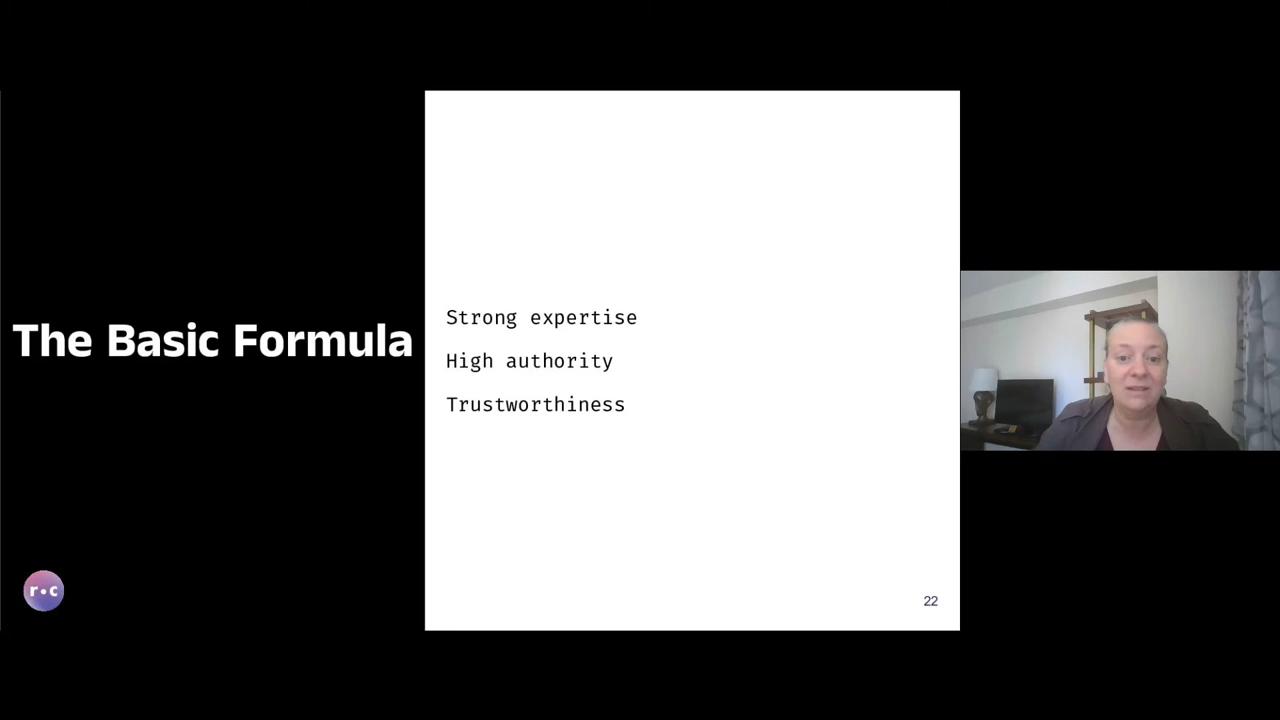 The Basic Formula
Strong expertise
High authority
Trustworthiness
r•c
22